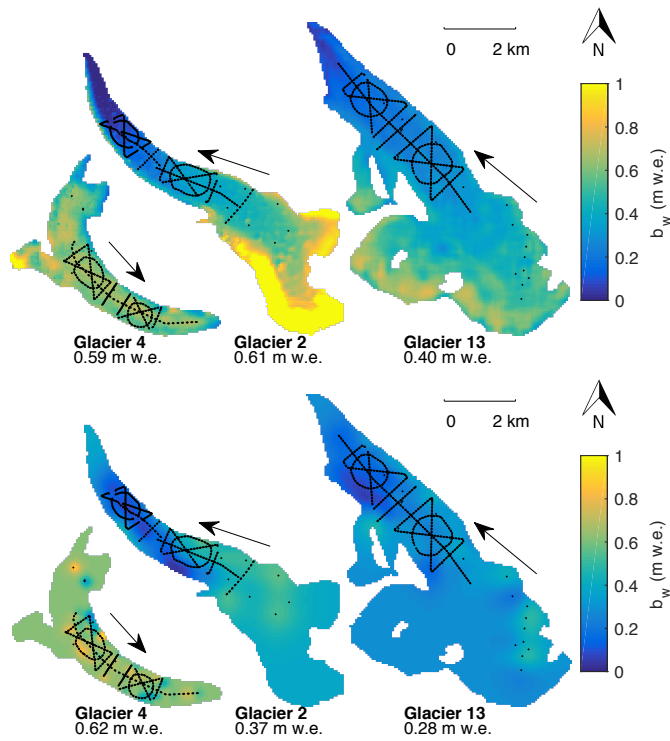 0 2 km
N
1
0.8
0.6
0.4
0.2
0
b_w (m w.e.)
Glacier 4 Glacier 2 Glacier 13
0.59 m w.e. 0.61 m w.e. 0.40 m w.e.
0 2 km
N
1
0.8
0.6
0.4
0.2
0
b_w (m w.e.)
Glacier 4 Glacier 2 Glacier 13
0.62 m w.e. 0.37 m w.e. 0.28 m w.e.